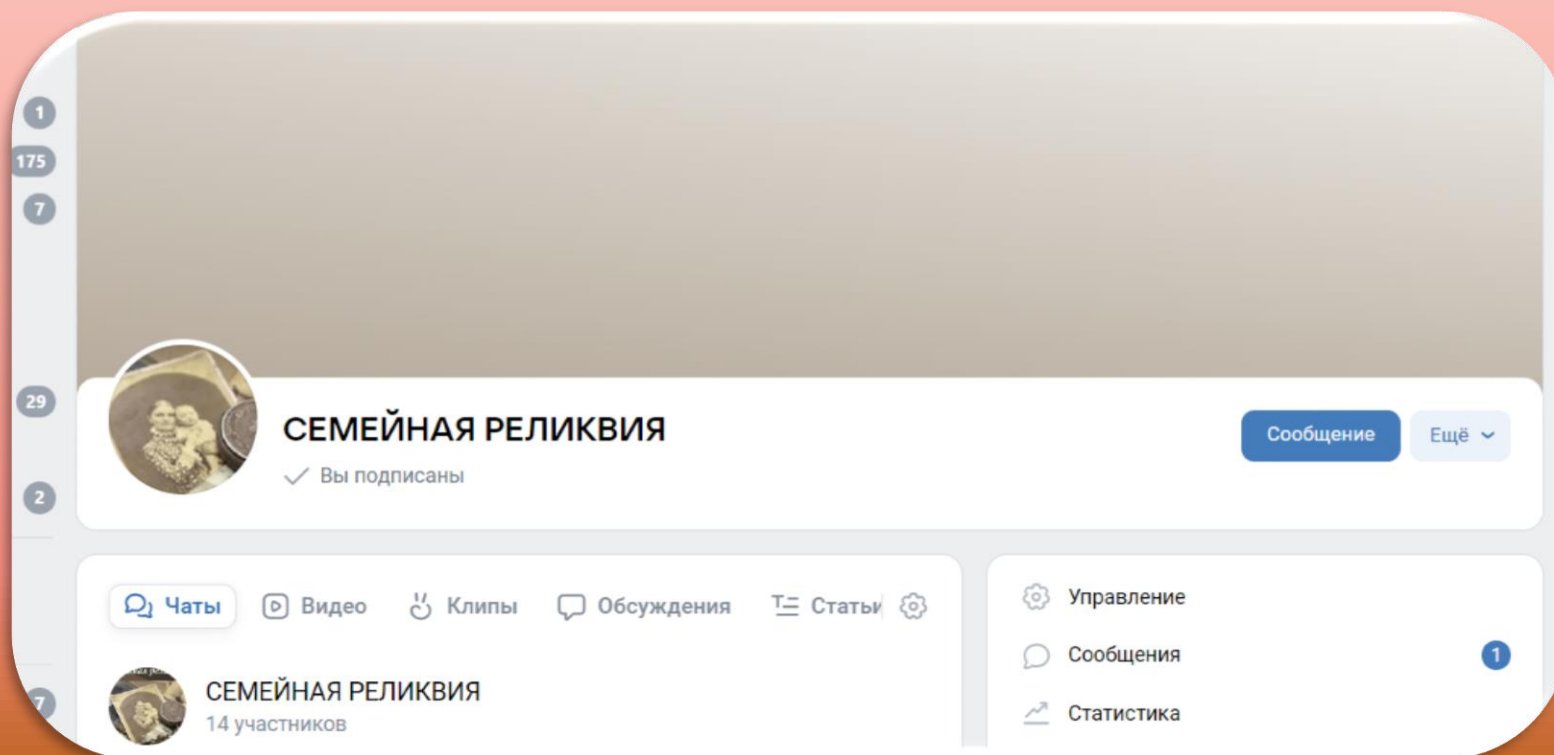 1
175
7
29
2
7
СЕМЕЙНАЯ РЕЛИКВИЯ
Вы подписаны
Сообщение
Ещё
Чаты Видео Клипы Обсуждения Статьи
СЕМЕЙНАЯ РЕЛИКВИЯ
14 участников
Управление
Сообщения 1
Статистика